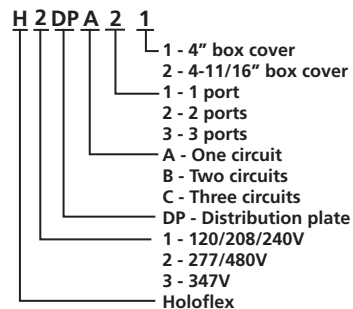 H 2 DP A 2 1
1 - 4” box cover
2 - 4-11/16” box cover
1 - 1 port
2 - 2 ports
3 - 3 ports
A - One circuit
B - Two circuits
C - Three circuits
DP - Distribution plate
1 - 120/208/240V
2 - 277/480V
3 - 347V
Holoflex